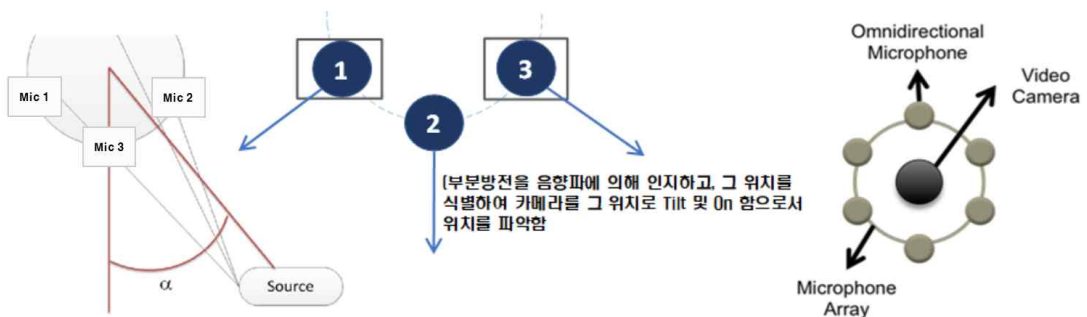 Mic 1
Mic 2
Mic 3
α
Source
1
2
3
(부분방전을 음향파에 의해 인지하고, 그 위치를
식별하여 카메라를 그 위치로 Tilt 및 On 함으로서
위치를 파악함
Omnidirectional
Microphone
Video
Camera
Microphone
Array